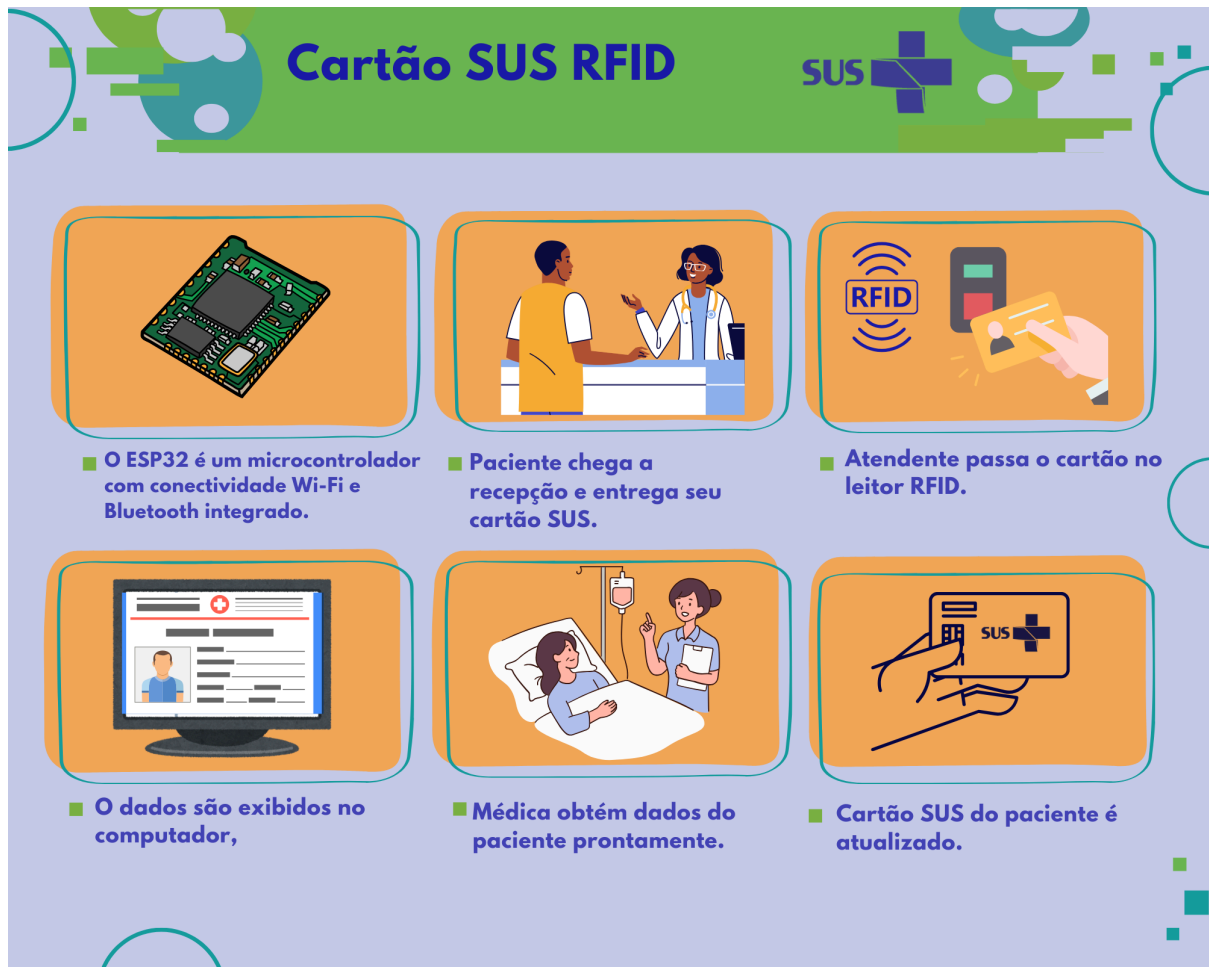 Cartão SUS RFID
SUS
RFID
O ESP32 é um microcontrolador
com conectividade Wi-Fi e
Bluetooth integrado.
Paciente chega a
recepção e entrega seu
cartão SUS.
Atendente passa o cartão no
leitor RFID.
SUS
O dados são exibidos no
computador,
Médica obtém dados do
paciente prontamente.
Cartão SUS do paciente é
atualizado.